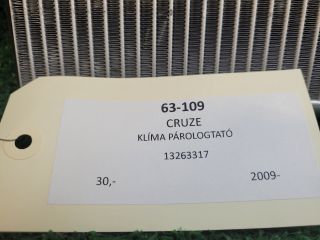 63-109
CRUZE
KLÍMA PÁROLOGTATÓ
13263317
30,- 2009-